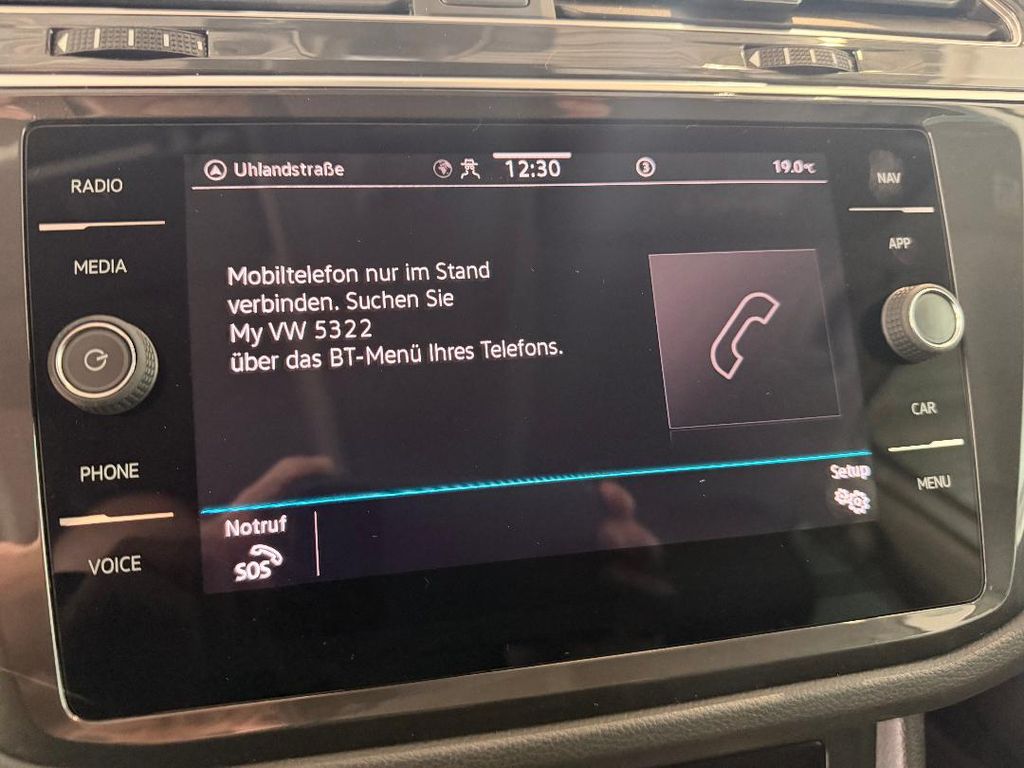 Uhlandstraße 12:30 3 19.0°C
RADIO
MEDIA
PHONE
VOICE
Mobiltelefon nur im Stand
verbinden. Suchen Sie
My VW 5322
über das BT-Menü Ihres Telefons.
Notruf
SOS
Setup
NAV
APP
CAR
MENU